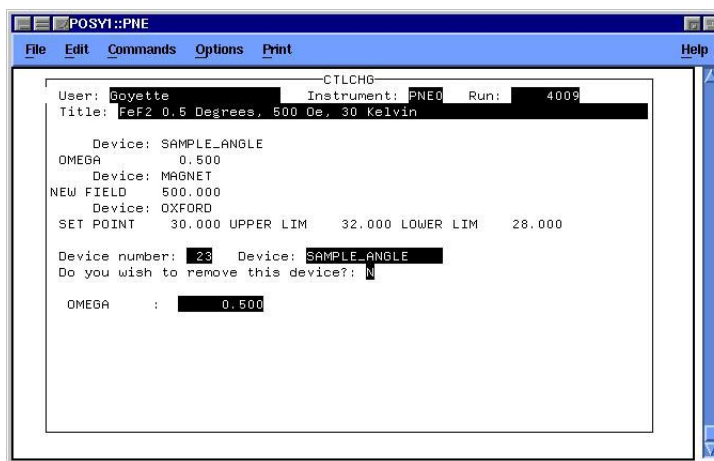 POSY1::PNE
File Edit Commands Options Print Help
CTLCHG
User: Goyette Instrument: PNE0 Run: 4009
Title: FeF2 0.5 Degrees, 500 Oe, 30 Kelvin
Device: SAMPLE_ANGLE
OMEGA 0.500
Device: MAGNET
NEW FIELD 500.000
Device: OXFORD
SET POINT 30.000 UPPER LIM 32.000 LOWER LIM 28.000
Device number: 23 Device: SAMPLE_ANGLE
Do you wish to remove this device?: N
OMEGA : 0.500